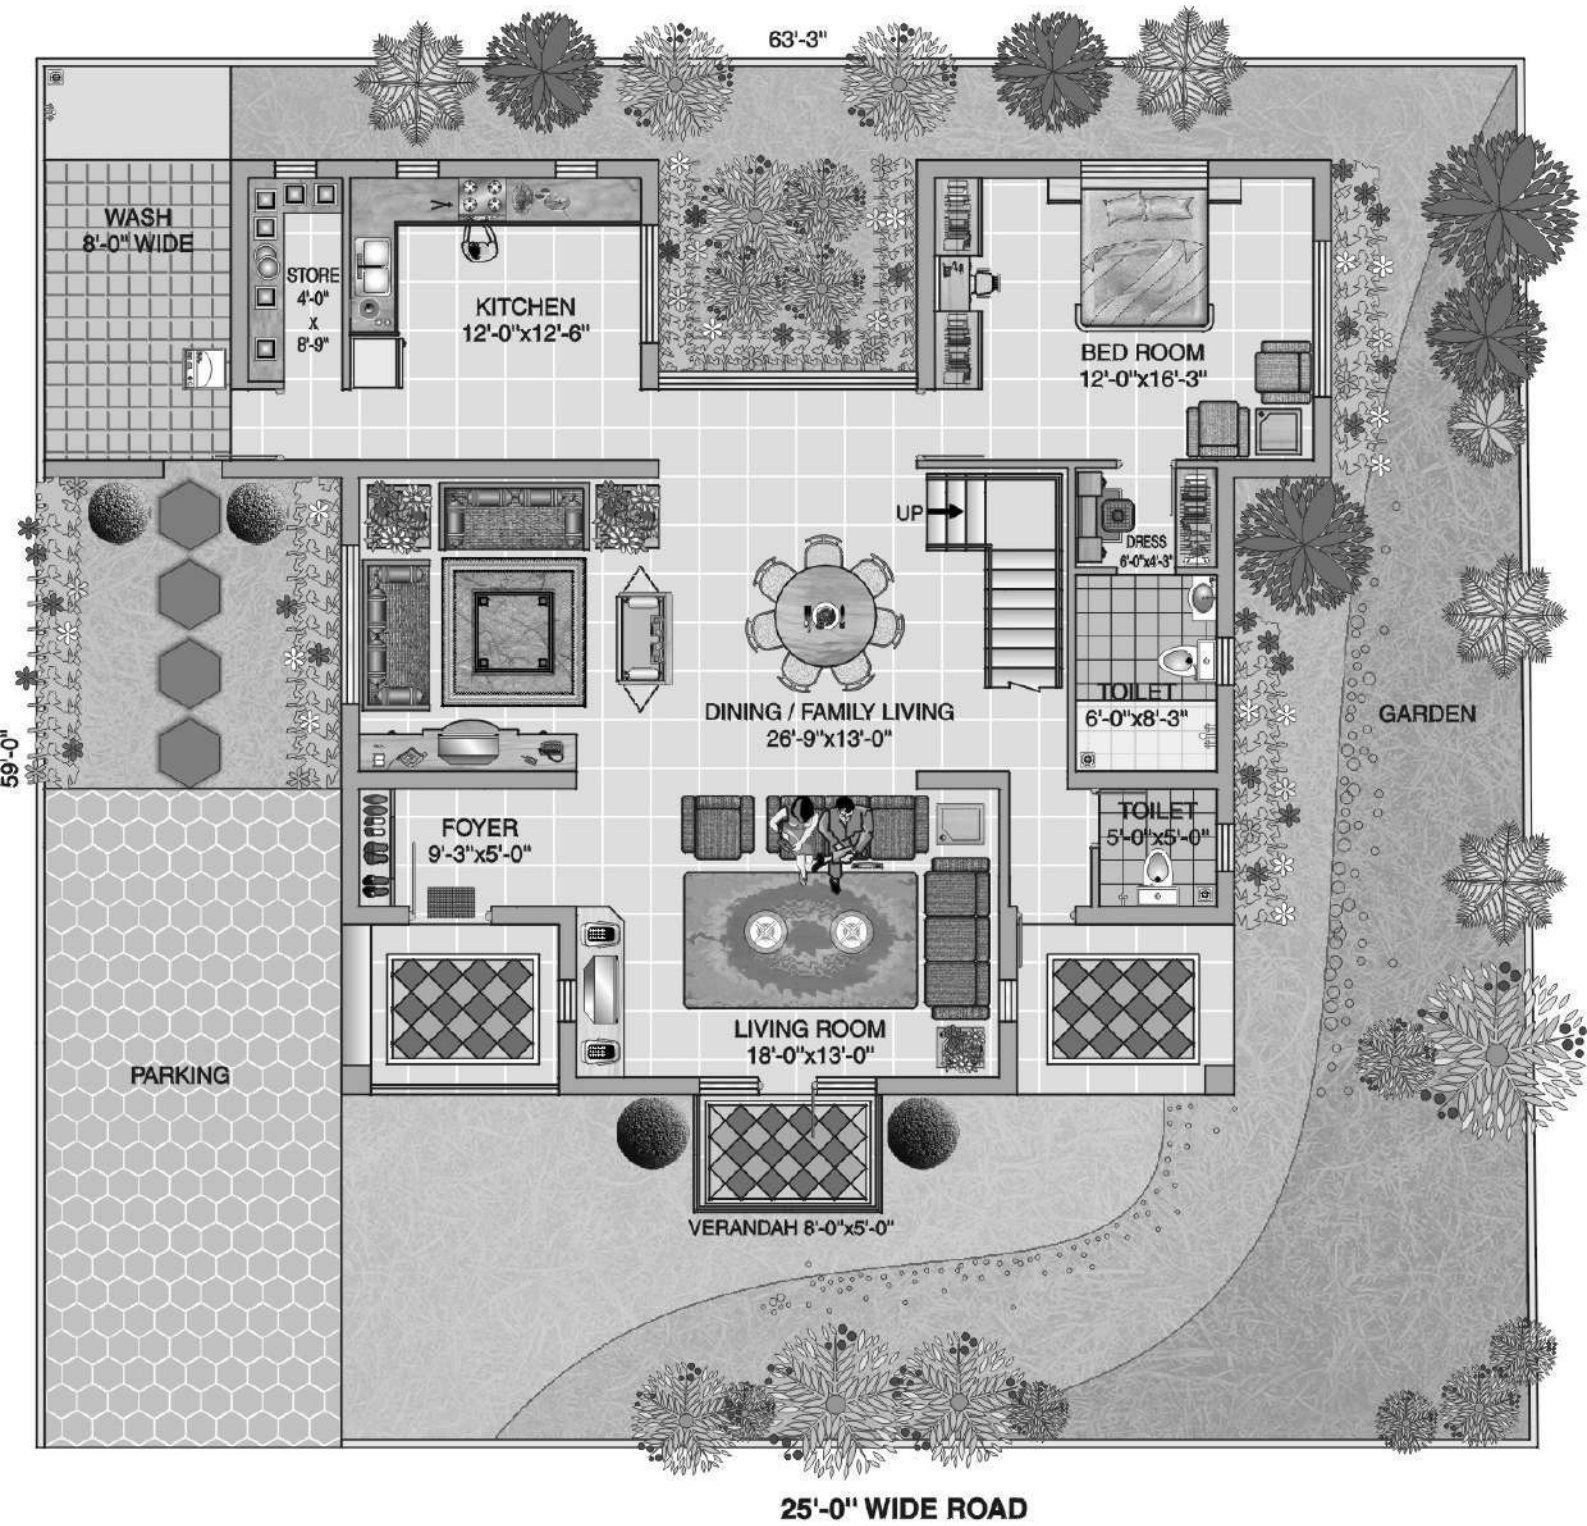 63'-3"
WASH
8'-0" WIDE
STORE
4'-0"
x
8'-9"
KITCHEN
12'-0"x12'-6"
BED ROOM
12'-0"x16'-3"
UP
DRESS
6'-0"x4'-3"
TOILET
6'-0"x8'-3"
DINING / FAMILY LIVING
26'-9"x13'-0"
GARDEN
59'-0"
FOYER
9'-3"x5'-0"
TOILET
5'-0"x5'-0"
LIVING ROOM
18'-0"x13'-0"
PARKING
VERANDAH 8'-0"x5'-0"
25'-0" WIDE ROAD